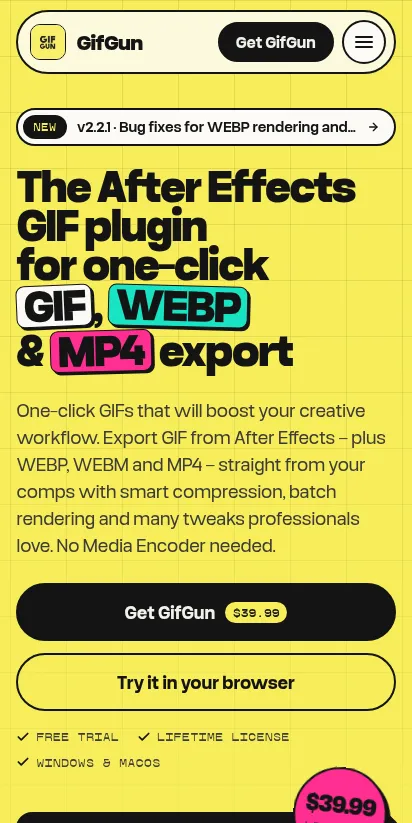 GIF
GUN
GifGun
Get GifGun
NEW
v2.2.1 · Bug fixes for WEBP rendering and...
The After Effects
GIF plugin
for one-click
GIF, WEBP
& MP4 export
One-click GIFs that will boost your creative
workflow. Export GIF from After Effects – plus
WEBP, WEBM and MP4 – straight from your
comps with smart compression, batch
rendering and many tweaks professionals
love. No Media Encoder needed.
Get GifGun $39.99
Try it in your browser
FREE TRIAL LIFETIME LICENSE
WINDOWS & MACOS
$39.99